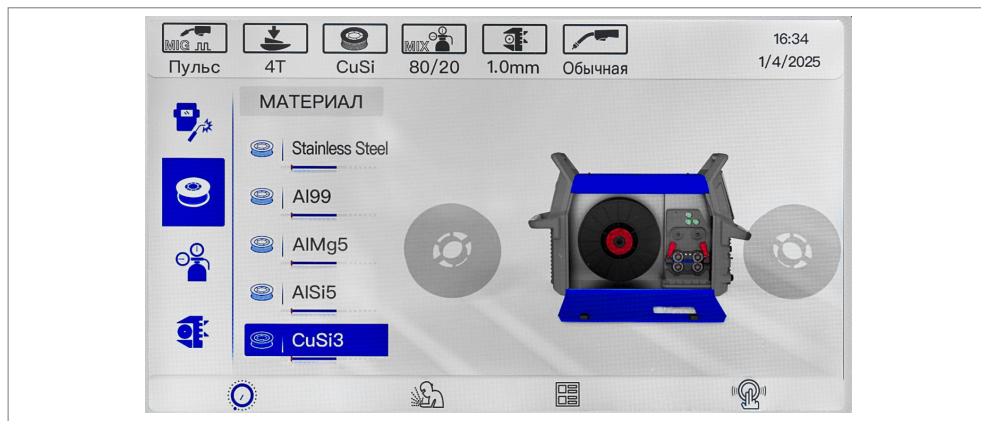 MIG
MIX
Пульс
4T
CuSi
80/20
1.0mm
Обычная
16:34
1/4/2025
МАТЕРИАЛ
Stainless Steel
Al99
AlMg5
AlSi5
CuSi3